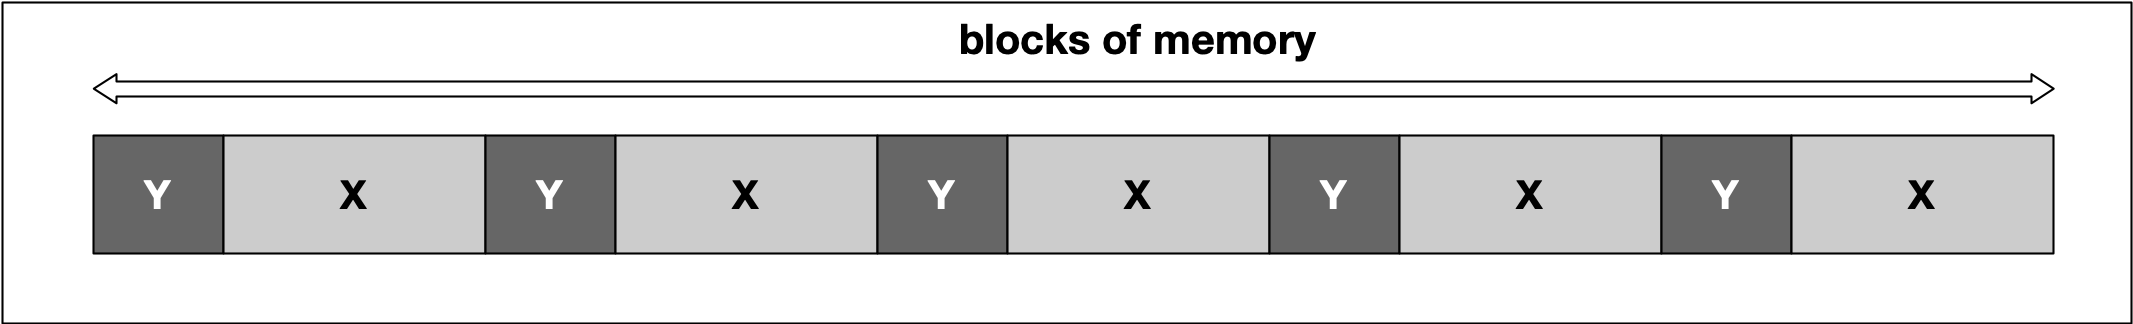 blocks of memory
Y X Y X Y X Y X Y X